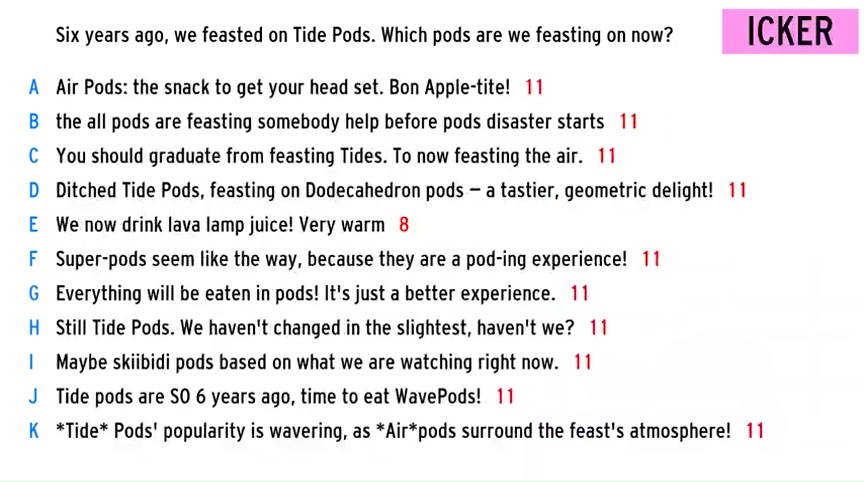 Six years ago, we feasted on Tide Pods. Which pods are we feasting on now?
ICKER
A Air Pods: the snack to get your head set. Bon Apple-tite! 11
B the all pods are feasting somebody help before pods disaster starts 11
C You should graduate from feasting Tides. To now feasting the air. 11
D Ditched Tide Pods, feasting on Dodecahedron pods – a tastier, geometric delight! 11
E We now drink lava lamp juice! Very warm 8
F Super-pods seem like the way, because they are a pod-ing experience! 11
G Everything will be eaten in pods! It's just a better experience. 11
H Still Tide Pods. We haven't changed in the slightest, haven't we? 11
I Maybe skiibidi pods based on what we are watching right now. 11
J Tide pods are SO 6 years ago, time to eat WavePods! 11
K *Tide* Pods' popularity is wavering, as *Air*pods surround the feast's atmosphere! 11